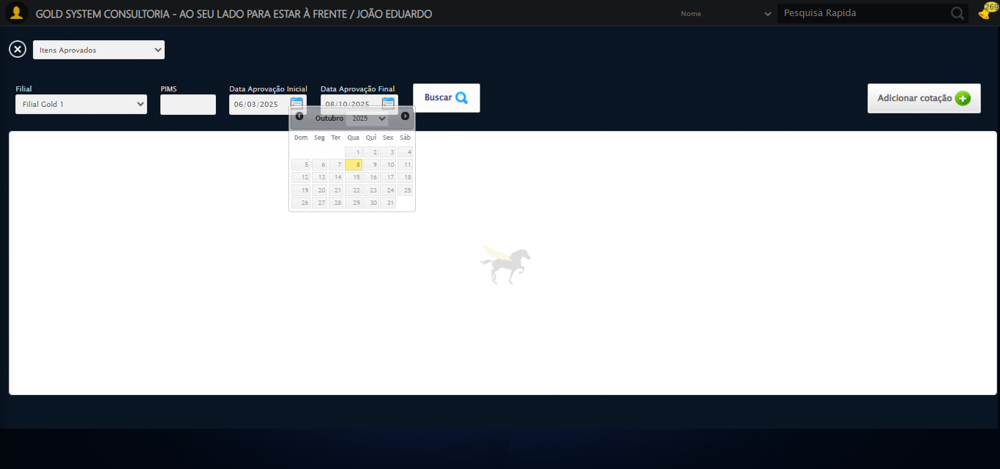 GOLD SYSTEM CONSULTORIA - AO SEU LADO PARA ESTAR À FRENTE / JOÃO EDUARDO
Nome
Pesquisa Rapida
269
Itens Aprovados
Filial
PIMS
Data Aprovação Inicial
Data Aprovação Final
Filial Gold 1
06/03/2025
08/10/2025
Buscar
Adicionar cotação
Outubro 2025
Dom Seg Ter Qua Qui Sex Sáb
1 2 3 4
5 6 7 8 9 10 11
12 13 14 15 16 17 18
19 20 21 22 23 24 25
26 27 28 29 30 31